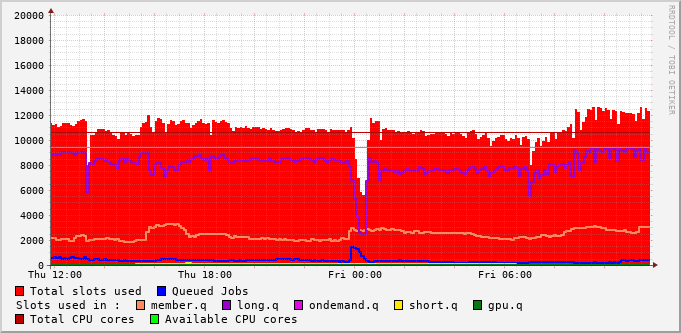 20000
18000
16000
14000
12000
10000
8000
6000
4000
2000
0
Thu 12:00 Thu 18:00 Fri 00:00 Fri 06:00
RRDTOOL / TOBI OETIKER
Total slots used Queued Jobs
Slots used in : member.q long.q ondemand.q short.q gpu.q
Total CPU cores Available CPU cores